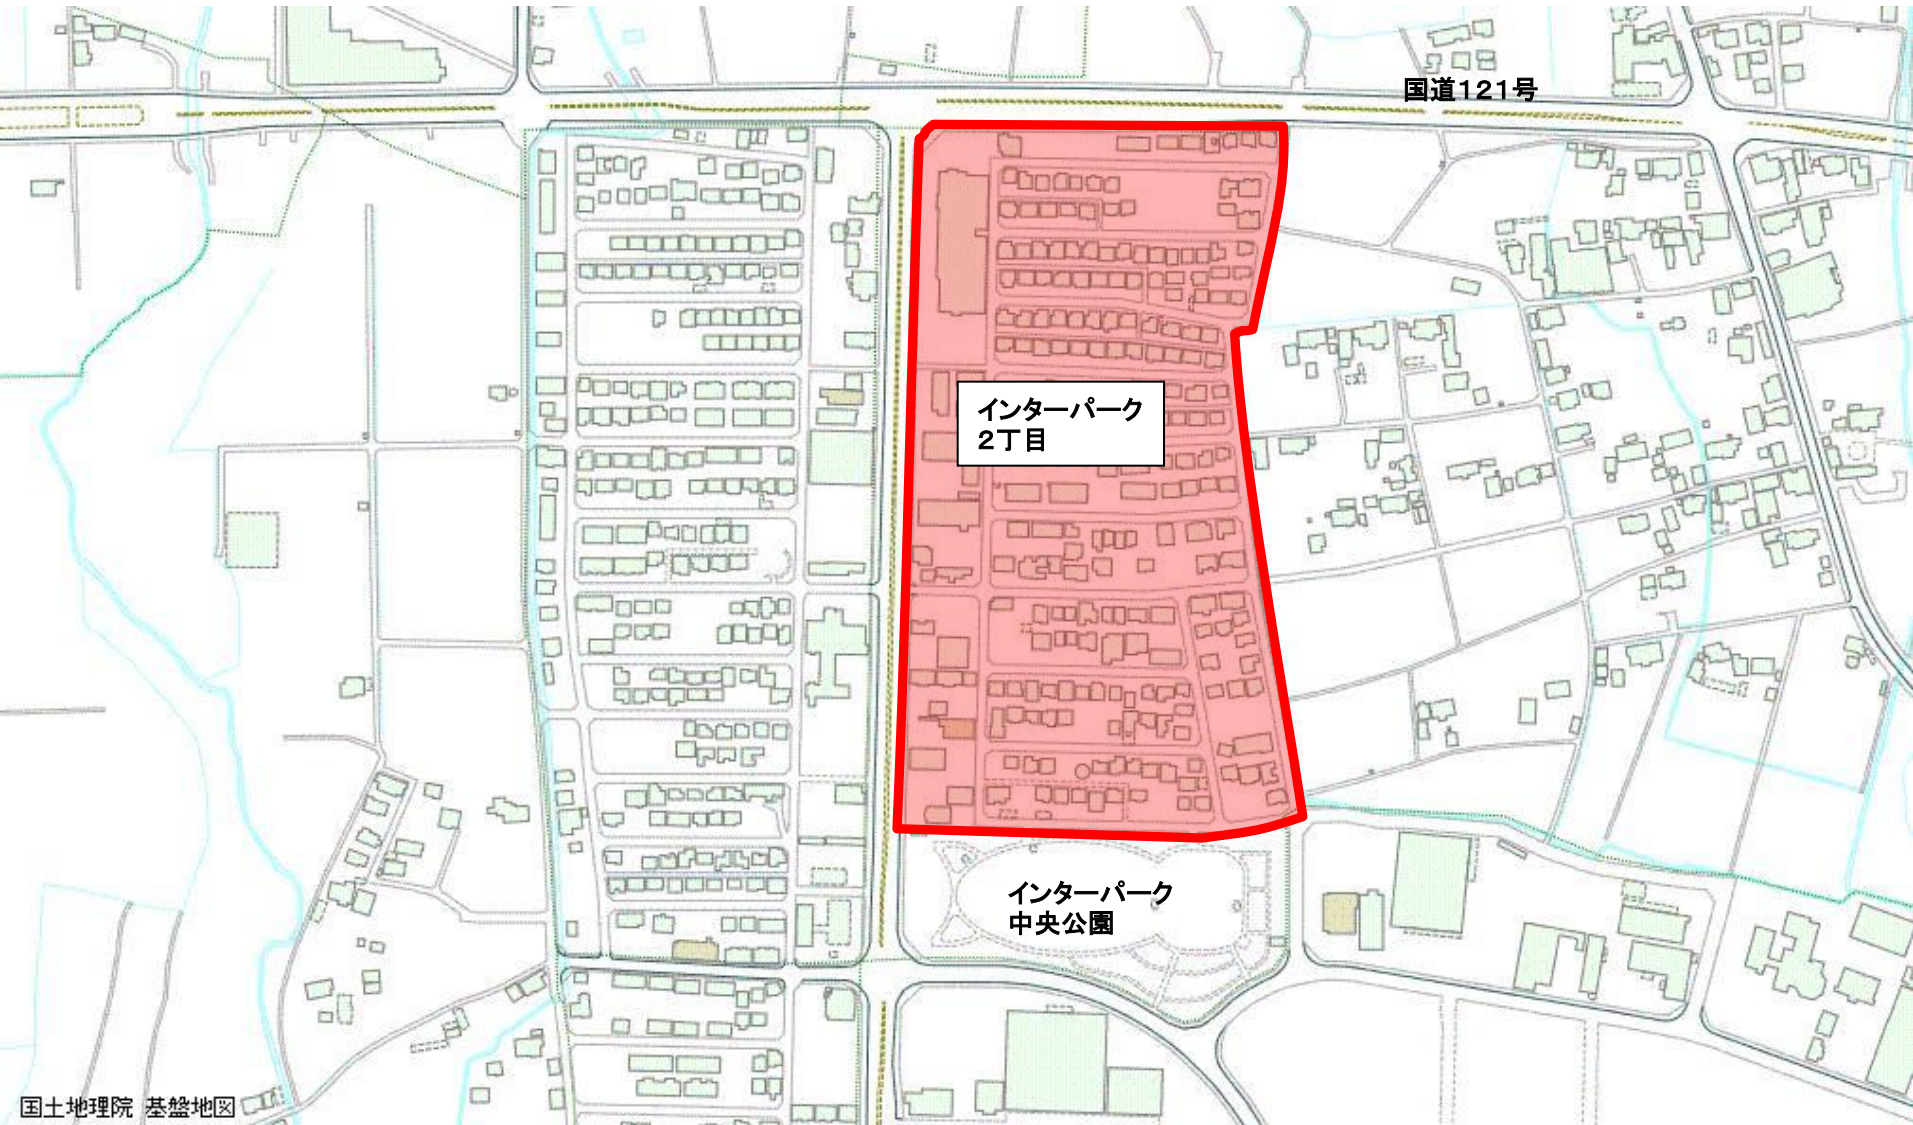 国道121号
インターパーク
2丁目
インターパーク
中央公園
国土地理院 基盤地図